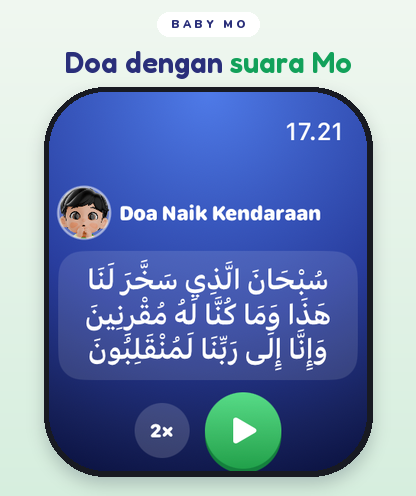 BABY MO
Doa dengan suara Mo
17.21
Doa Naik Kendaraan
سُبْحَانَ الَّذِي سَخَّرَ لَنَا
هَذَا وَمَا كُنَّا لَهُ مُقْرِنِينَ
وَإِنَّا إِلَى رَبِّنَا لَمُنْقَلِبُونَ
2×